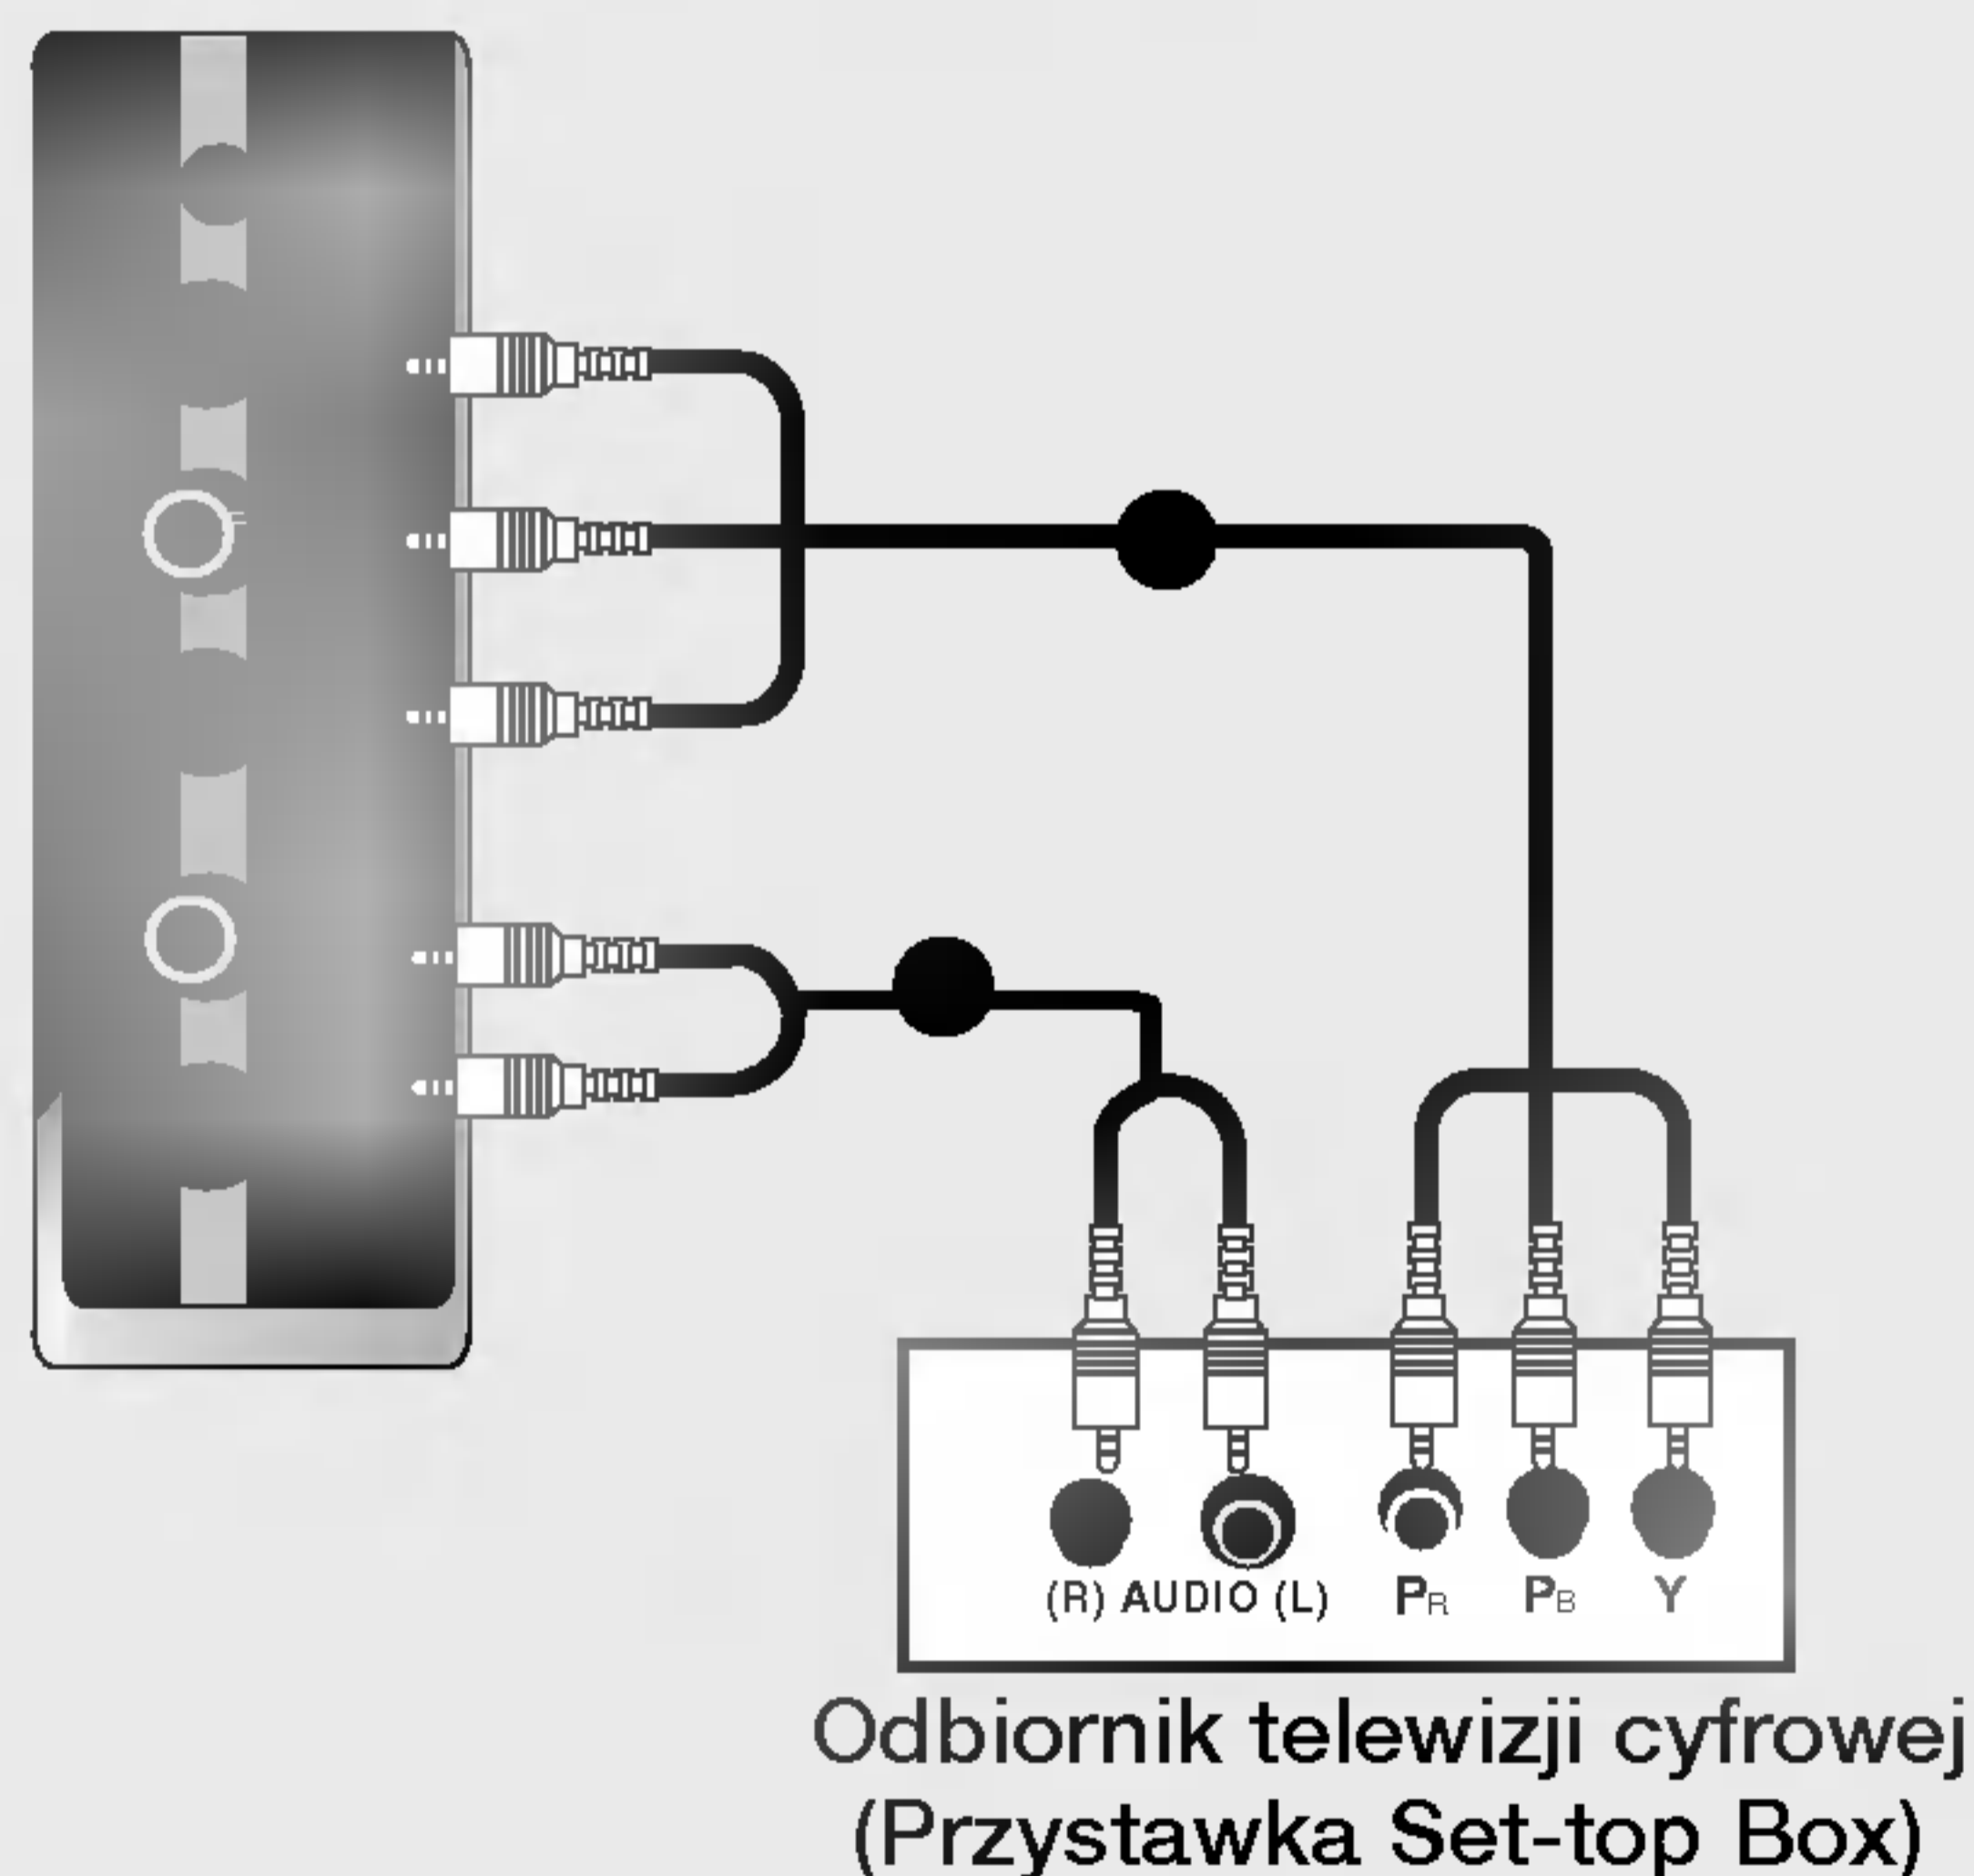 (R) AUDIO (L) PR PB Y
Odbiornik telewizji cyfrowej
(Przystawka Set-top Box)